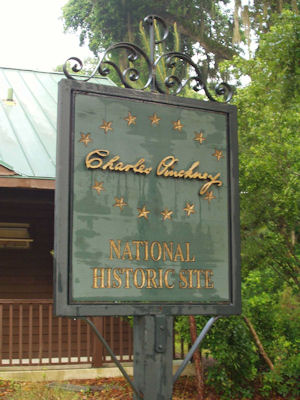 Charles Pinckney
NATIONAL
HISTORIC SITE